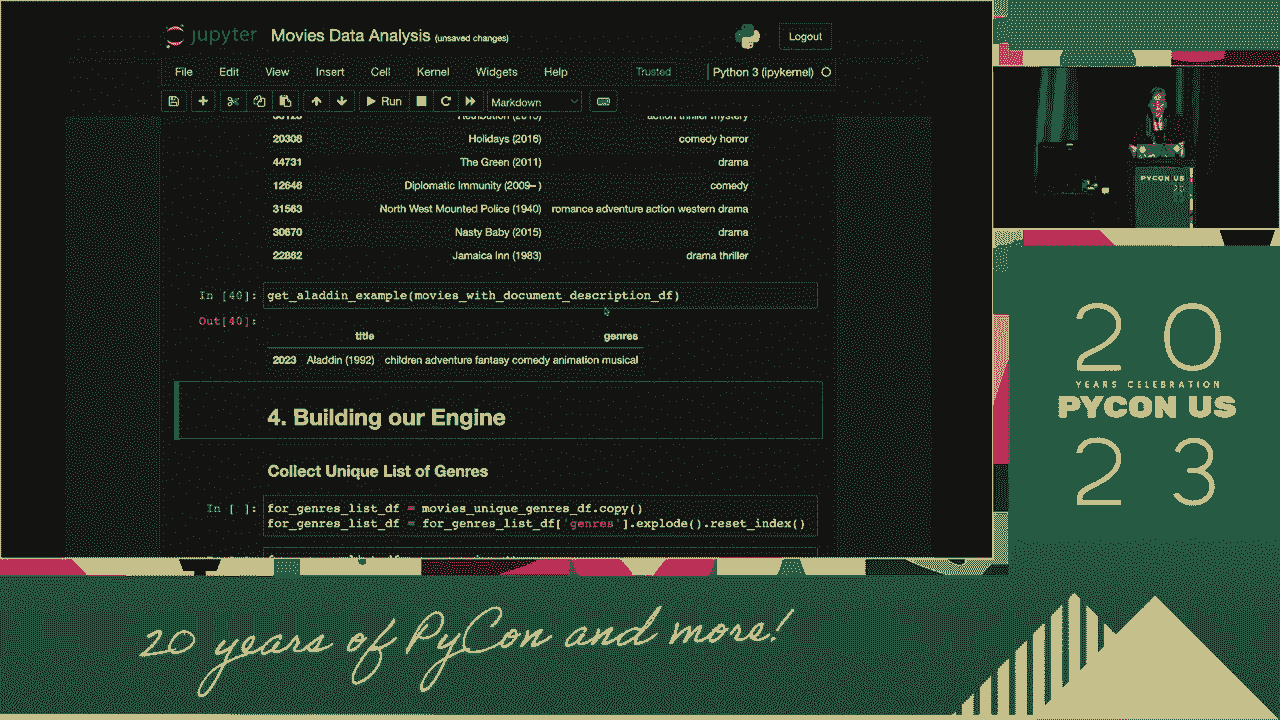 jupyter Movies Data Analysis (unsaved changes) Logout
File Edit View Insert Cell Kernel Widgets Help Trusted Python 3 (ipykernel)
Run Markdown
20308 Holidays (2016) comedy horror
44731 The Green (2011) drama
12646 Diplomatic Immunity (2009– ) comedy
31563 North West Mounted Police (1940) romance adventure action western drama
30670 Nasty Baby (2015) drama
22862 Jamaica Inn (1983) drama thriller
In [40]: get_aladdin_example(movies_with_document_description_df)
Out[40]:
title genres
2023 Aladdin (1992) children adventure fantasy comedy animation musical
4. Building our Engine
Collect Unique List of Genres
In [ ]: for_genres_list_df = movies_unique_genres_df.copy()
for_genres_list_df = for_genres_list_df['genres'].explode().reset_index()
PYCON US
20
YEARS CELEBRATION
PYCON US
23
20 years of PyCon and more!